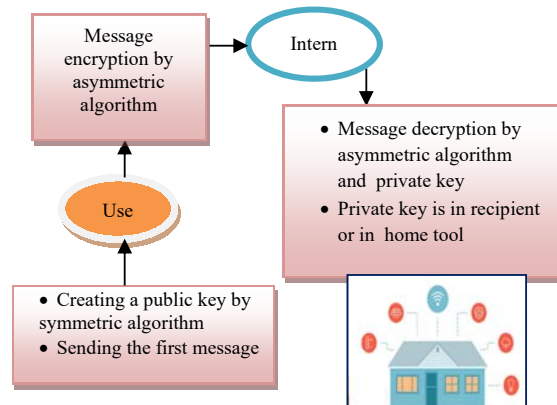 Message
encryption by
asymmetric
algorithm
Intern
• Message decryption by
asymmetric algorithm
and private key
• Private key is in recipient
or in home tool
Use
• Creating a public key by
symmetric algorithm
• Sending the first message